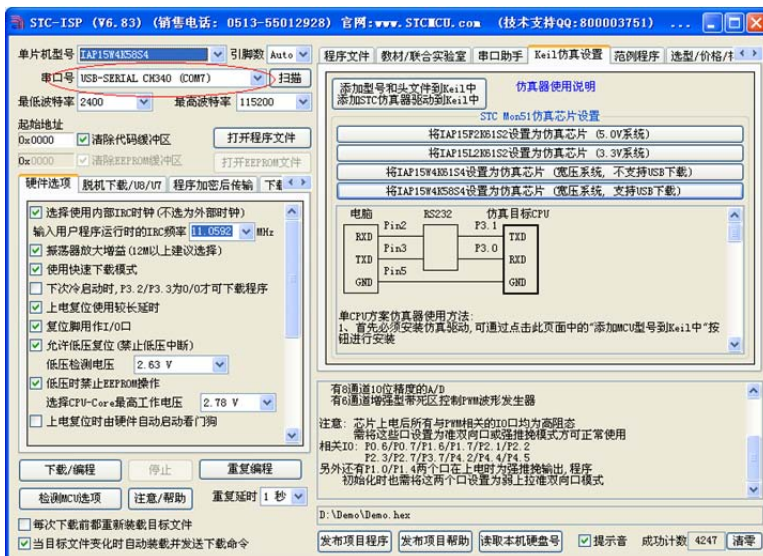 STC-ISP (V6.83) (销售电话: 0513-55012928) 官网:www.STCMCU.com (技术支持QQ:800003751) ...
单片机型号 IAP15W4K58S4 引脚数 Auto
串口号 USB-SERIAL CH340 (COM7) 扫描
最低波特率 2400 最高波特率 115200
起始地址
0x0000 清除代码缓冲区 打开程序文件
0x0000 清除EEPROM缓冲区 打开EEPROM文件
硬件选项 脱机下载/U8/U7 程序加密后传输
选择使用内部IRC时钟(不选为外部时钟)
输入用户程序运行时的IRC频率 11.0592 MHz
振荡器放大增益(12M以上建议选择)
使用快速下载模式
下次冷启动时,P3.2/P3.3为0/0才可下载程序
上电复位使用较长延时
复位脚用作I/O口
允许低压复位(禁止低压中断)
低压检测电压 2.63 V
低压时禁止EEPROM操作
选择CPU-Core最高工作电压 2.78 V
上电复位时由硬件自动启动看门狗
下载/编程 停止 重复编程
检测MCU选项 注意/帮助 重复延时 1 秒
每次下载前都重新装载目标文件
当目标文件变化时自动装载并发送下载命令
程序文件 教材/联合实验室 串口助手 Keil仿真设置 范例程序 选型/价格/
添加型号和头文件到Keil中
添加STC仿真器驱动到Keil中
仿真器使用说明
STC Mon51仿真芯片设置
将IAP15F2K61S2设置为仿真芯片 (5.0V系统)
将IAP15L2K61S2设置为仿真芯片 (3.3V系统)
将IAP15W4K61S4设置为仿真芯片 (宽压系统, 不支持USB下载)
将IAP15W4K58S4设置为仿真芯片 (宽压系统, 支持USB下载)
电脑 RS232 仿真目标CPU
Pin2 P3.1
RXD TXD
Pin3 P3.0
TXD RXD
Pin5
GND GND
单CPU方案仿真器使用方法:
1、首先必须安装仿真驱动,可通过点击此页面中的“添加MCU型号到Keil中”按
钮进行安装
有8通道10位精度的A/D
有6通道增强型带死区控制PWM波形发生器
注意: 芯片上电后所有与PWM相关的IO口均为高阻态
需将这些口设置为准双向口或强推挽模式方可正常使用
相关IO: P0.6/P0.7/P1.6/P1.7/P2.1/P2.2
P2.3/P2.7/P3.7/P4.2/P4.4/P4.5
另外还有P1.0/P1.4两个口在上电时为强推挽输出,程序
初始化时也需将这两个口设置为弱上拉准双向口模式
D:\Demo\Demo.hex
发布项目程序 发布项目帮助 读取本机硬盘号 提示音 成功计数 4247 清零